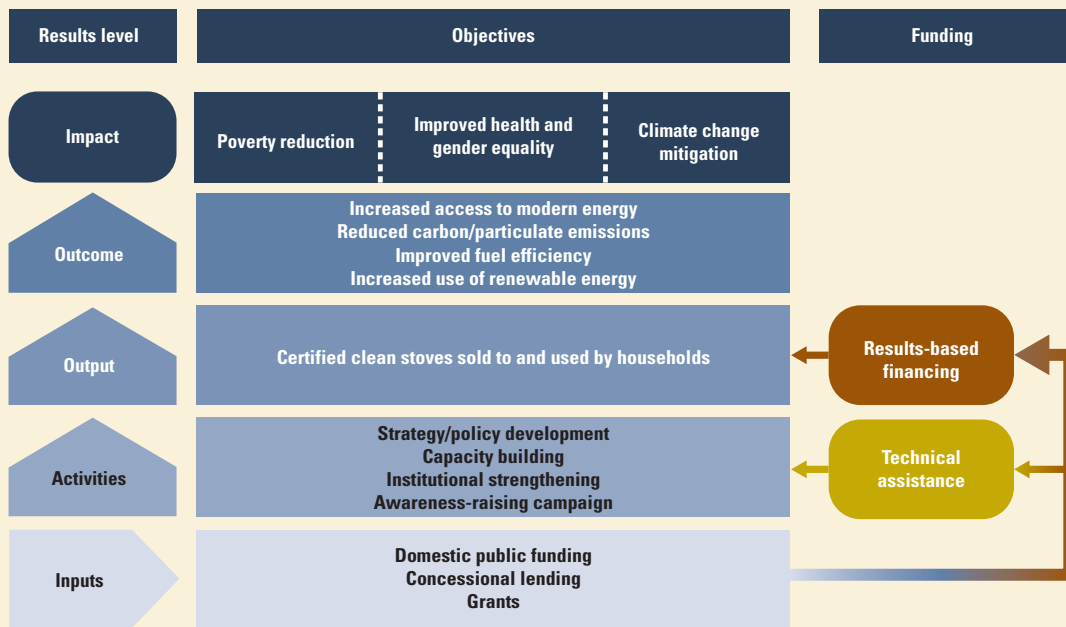 Results level
Objectives
Funding
Impact
Poverty reduction
Improved health and
gender equality
Climate change
mitigation
Outcome
Increased access to modern energy
Reduced carbon/particulate emissions
Improved fuel efficiency
Increased use of renewable energy
Output
Certified clean stoves sold to and used by households
Results-based
financing
Activities
Strategy/policy development
Capacity building
Institutional strengthening
Awareness-raising campaign
Technical
assistance
Inputs
Domestic public funding
Concessional lending
Grants